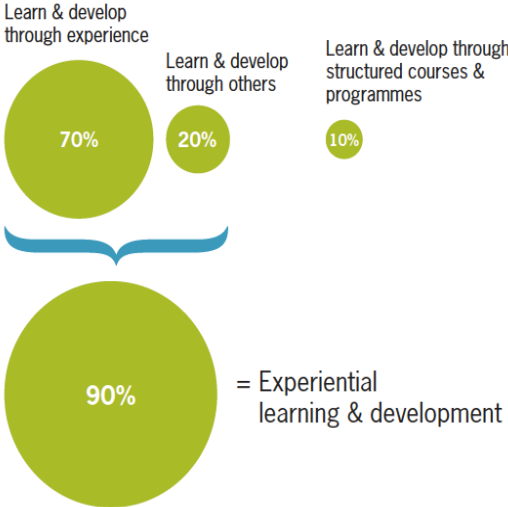 Learn & develop
through experience
Learn & develop
through others
Learn & develop through
structured courses &
programmes
70%
20%
10%
90%
= Experiential
learning & development